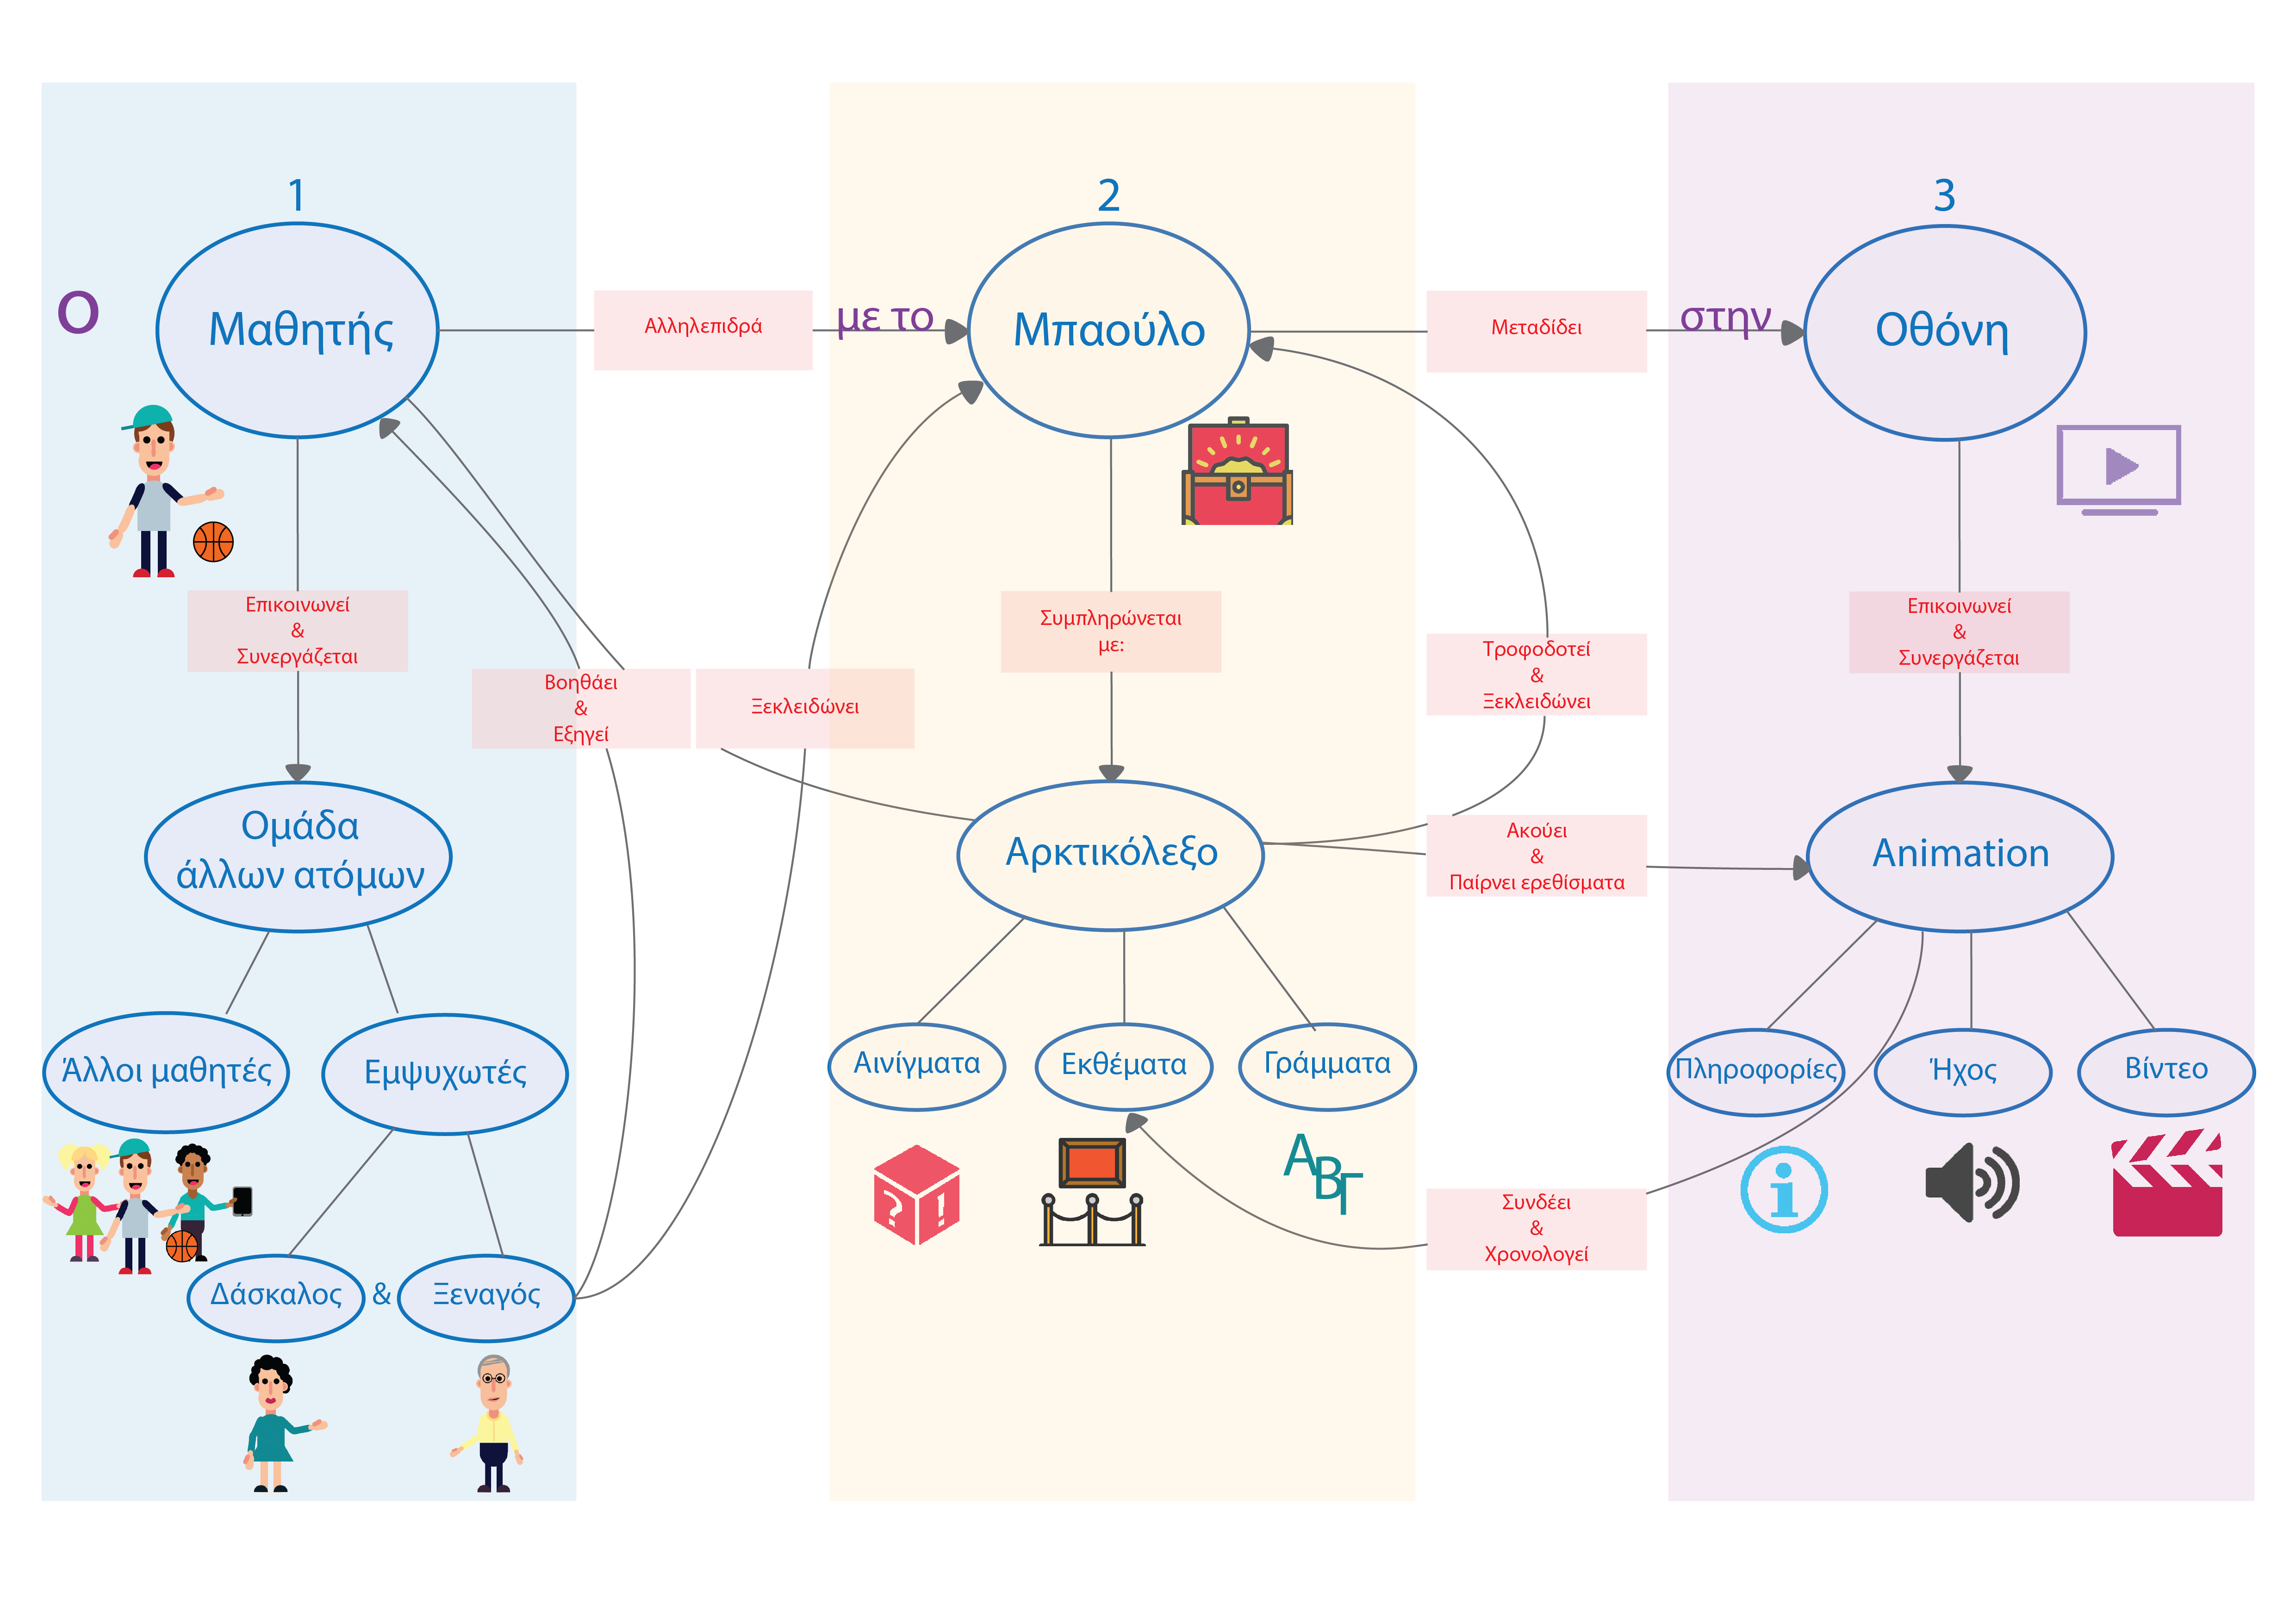 1
2
3
Ο
Μαθητής
Αλληλεπιδρά
με το
Μπαούλο
Μεταδίδει
στην
Οθόνη
Επικοινωνεί
&
Συνεργάζεται
Βοηθάει
&
Εξηγεί
Ξεκλειδώνει
Συμπληρώνεται
με:
Τροφοδοτεί
&
Ξεκλειδώνει
Επικοινωνεί
&
Συνεργάζεται
Ομάδα
άλλων ατόμων
Αρκτικόλεξο
Ακούει
&
Παίρνει ερεθίσματα
Animation
Άλλοι μαθητές
Εμψυχωτές
Αινίγματα
Εκθέματα
Γράμματα
Πληροφορίες
Ήχος
Βίντεο
? !
ΑΒΓ
i
Συνδέει
&
Χρονολογεί
Δάσκαλος & Ξεναγός